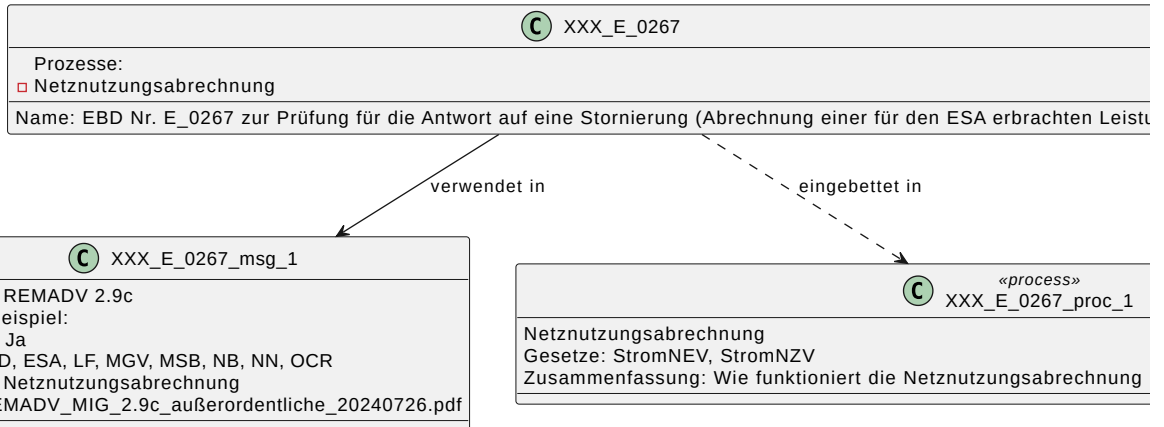 C XXX_E_0267
Prozesse:
Netznutzungsabrechnung
Name: EBD Nr. E_0267 zur Prüfung für die Antwort auf eine Stornierung (Abrechnung einer für den ESA erbrachten
verwendet in
eingebettet in
C XXX_E_0267_msg_1
REMADV 2.9c
Ja
ESA, LF, MGV, MSB, NB, NN, OCR
Netznutzungsabrechnung
EMADV_MIG_2.9c_außerordentliche_20240726.pdf
«process»
C XXX_E_0267_proc_1
Netznutzungsabrechnung
Gesetze: StromNEV, StromNZV
Zusammenfassung: Wie funktioniert die Netznutzungsabrechnung